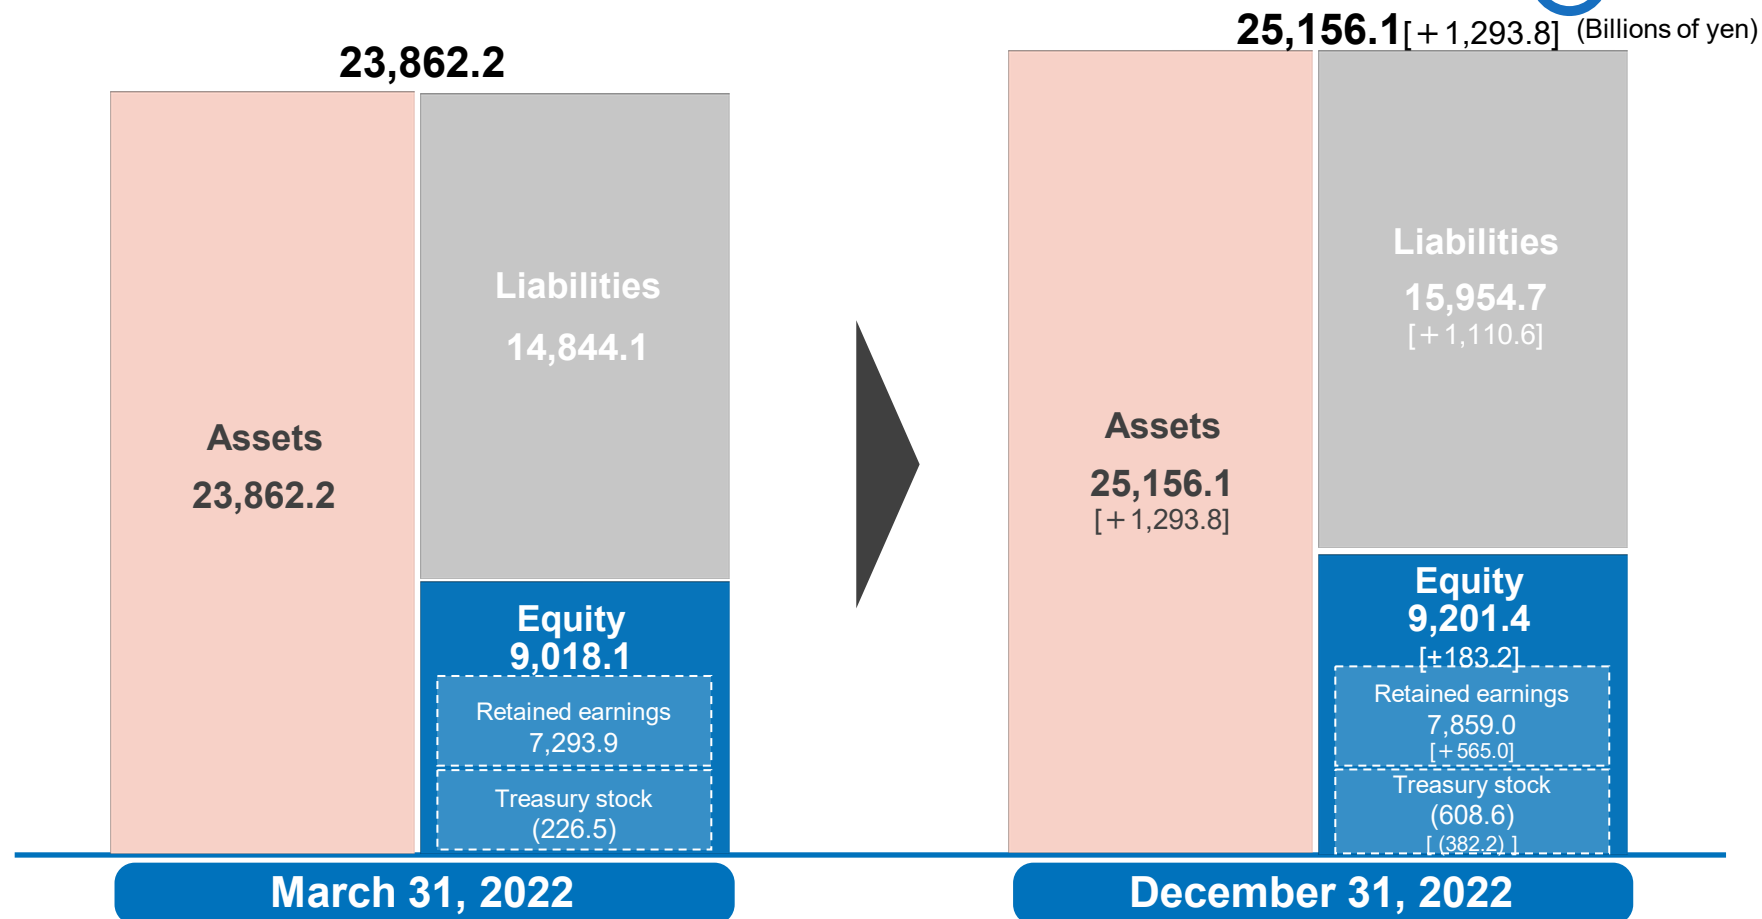 23,862.2
Assets
23,862.2
Liabilities
14,844.1
Equity
9,018.1
Retained earnings
7,293.9
Treasury stock
(226.5)
March 31, 2022
25,156.1[+1,293.8] (Billions of yen)
Assets
25,156.1
[+1,293.8]
Liabilities
15,954.7
[+1,110.6]
Equity
9,201.4
[+183.2]
Retained earnings
7,859.0
[+565.0]
Treasury stock
(608.6)
[ (382.2) ]
December 31, 2022